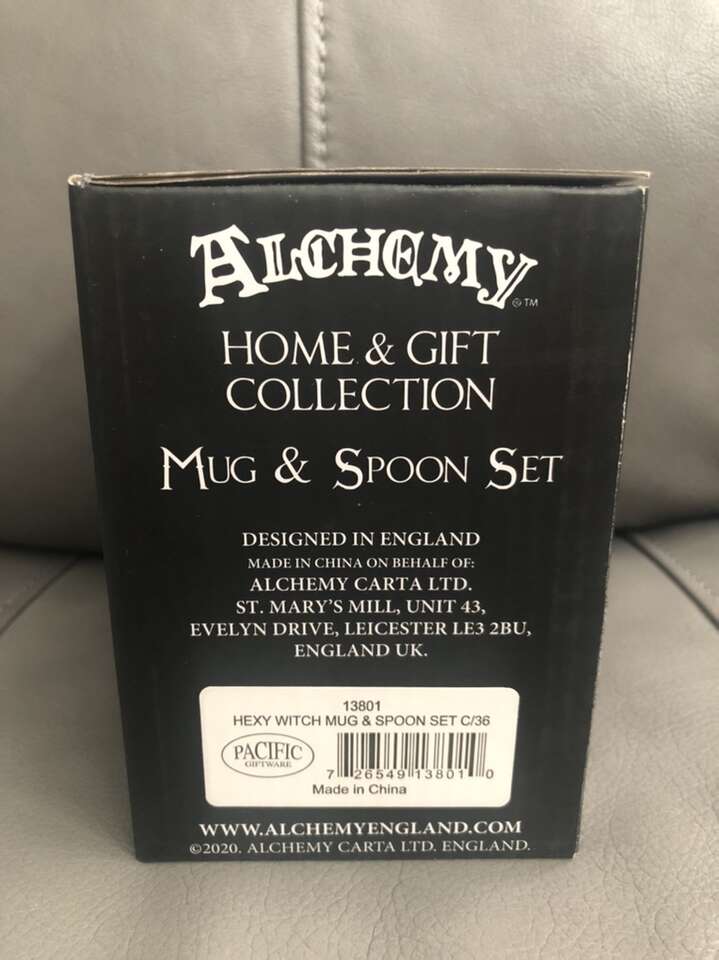 ALCHEMY
®™
HOME & GIFT
COLLECTION
MUG & SPOON SET
DESIGNED IN ENGLAND
MADE IN CHINA ON BEHALF OF:
ALCHEMY CARTA LTD.
ST. MARY'S MILL, UNIT 43,
EVELYN DRIVE, LEICESTER LE3 2BU,
ENGLAND UK.
13801
HEXY WITCH MUG & SPOON SET C/36
PACIFIC
GIFTWARE
7 26549 13801 0
Made in China
WWW.ALCHEMYENGLAND.COM
©2020. ALCHEMY CARTA LTD. ENGLAND.